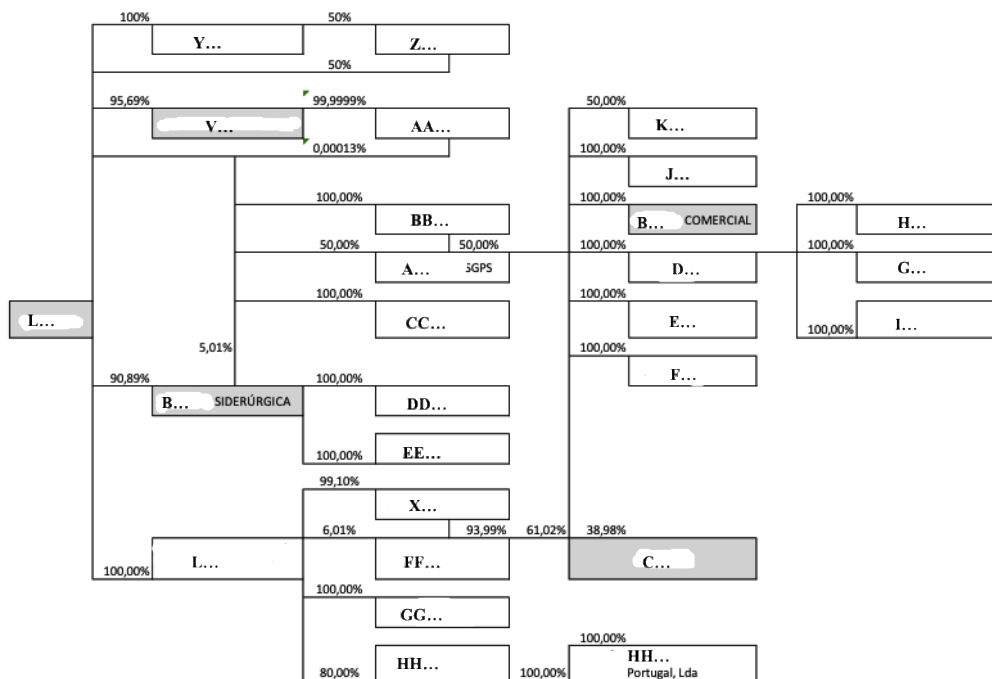 100% 50%
Y... Z...
50%
95,69% 99,9999% 50,00%
V... AA... K...
0,00013% 100,00%
J...
100,00% 100,00% 100,00%
BB... B... COMERCIAL H...
50,00% 50,00% 100,00% 100,00%
A... SGPS D... G...
100,00% 100,00%
L... CC... E... I...
100,00%
5,01% 100,00%
F...
90,89% 100,00%
B... SIDERÚRGICA DD...
EE...
100,00%
99,10%
X...
6,01% 93,99% 61,02% 38,98%
L... FF... C...
100,00%
100,00%
GG...
100,00%
HH... HH...
80,00% 100,00% Portugal, Lda